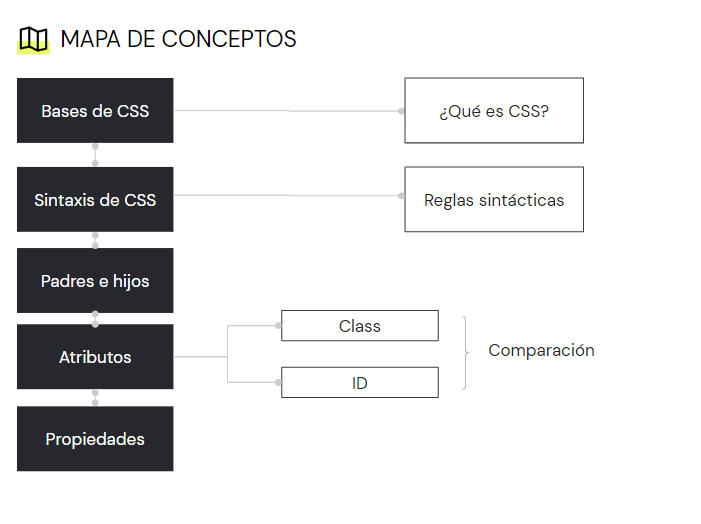 MAPA DE CONCEPTOS
Bases de CSS
¿Qué es CSS?
Sintaxis de CSS
Reglas sintácticas
Padres e hijos
Atributos
Class
ID
Comparación
Propiedades